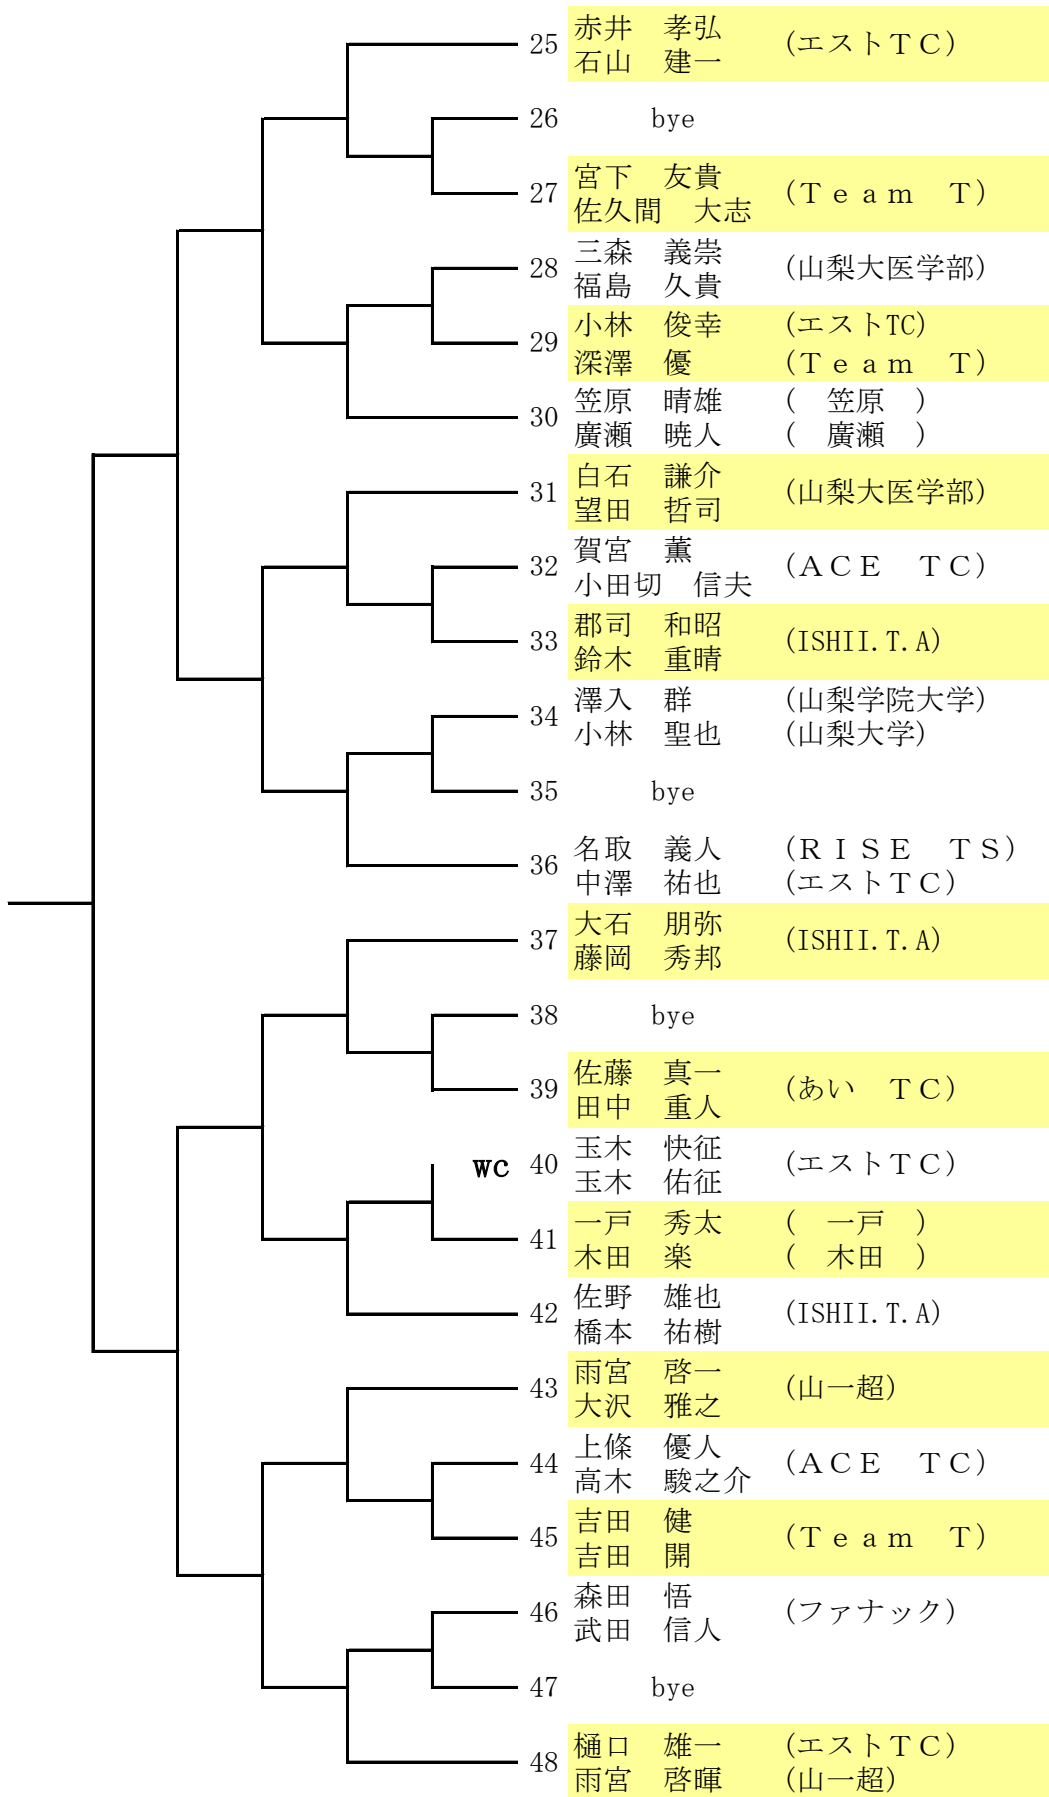 25 赤井　孝弘 (エストＴＣ)
石山　建一
26 bye
27 宮下　友貴 (Ｔｅａｍ　Ｔ)
佐久間　大志
28 三森　義崇 (山梨大医学部)
福島　久貴
29 小林　俊幸 (エストTC)
深澤　優 (Ｔｅａｍ　Ｔ)
30 笠原　晴雄 (　笠原　)
廣瀬　暁人 (　廣瀬　)
31 白石　謙介 (山梨大医学部)
望田　哲司
32 賀宮　薫 (ＡＣＥ　ＴＣ)
小田切　信夫
33 郡司　和昭 (ISHII.T.A)
鈴木　重晴
34 澤入　群 (山梨学院大学)
小林　聖也 (山梨大学)
35 bye
36 名取　義人 (ＲＩＳＥ　ＴＳ)
中澤　祐也 (エストＴＣ)
37 大石　朋弥 (ISHII.T.A)
藤岡　秀邦
38 bye
39 佐藤　真一 (あい　ＴＣ)
田中　重人
WC 40 玉木　快征 (エストＴＣ)
玉木　佑征
41 一戸　秀太 (　一戸　)
木田　楽 (　木田　)
42 佐野　雄也 (ISHII.T.A)
橋本　祐樹
43 雨宮　啓一 (山一超)
大沢　雅之
44 上條　優人 (ＡＣＥ　ＴＣ)
高木　駿之介
45 吉田　健 (Ｔｅａｍ　Ｔ)
吉田　開
46 森田　悟 (ファナック)
武田　信人
47 bye
48 樋口　雄一 (エストＴＣ)
雨宮　啓暉 (山一超)